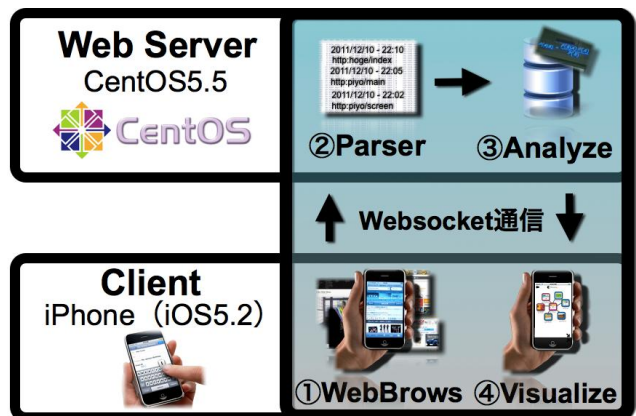 Web Server
CentOS5.5
CentOS
2011/12/10 - 22:10
http:hoge/index
2011/12/10 - 22:05
http:piyo/main
2011/12/10 - 22:02
http:piyo/screen
②Parser
③Analyze
Websocket通信
Client
iPhone（iOS5.2）
①WebBrows
④Visualize